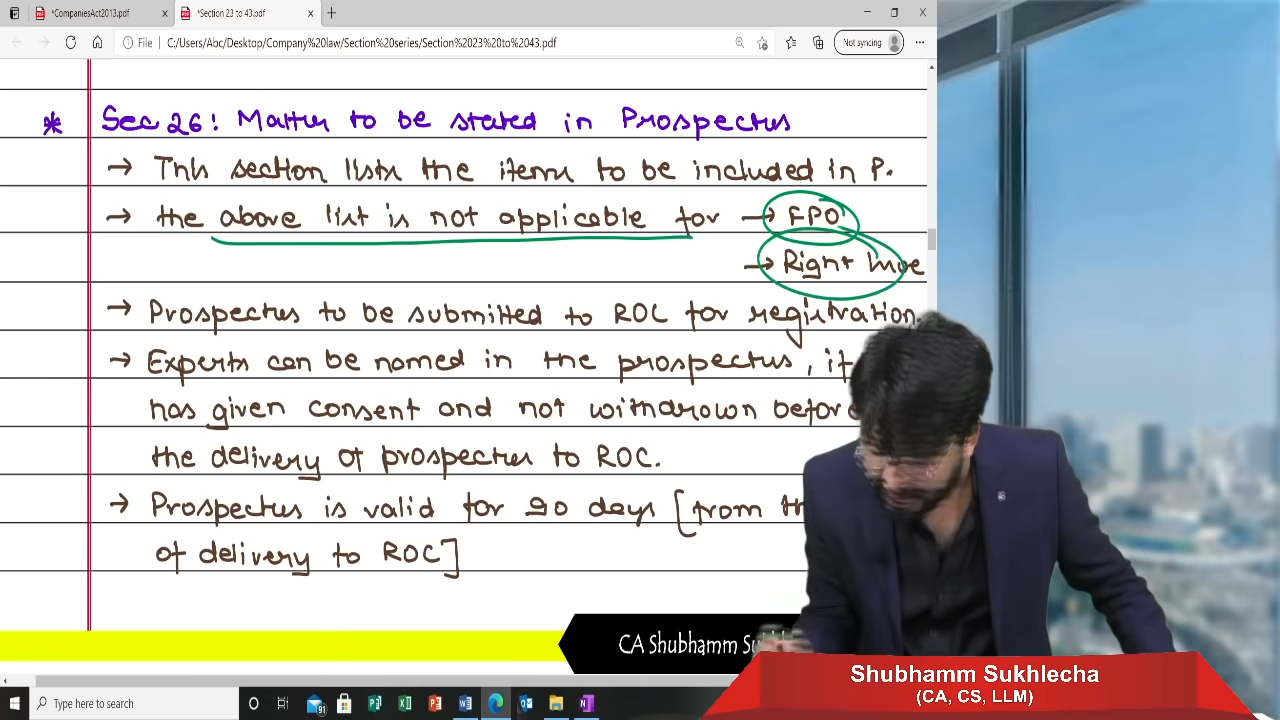 *CompaniesAct2013.pdf
*Section 23 to 43.pdf
File
C:/Users/Abc/Desktop/Company%20law/Section%20series/Section%2023%20to%2043.pdf
Not syncing
* Sec 26: Matter to be stated in Prospectus
→ This section lists the items to be included in P.
→ the above list is not applicable for → FPO
→ Right Issue
→ Prospectus to be submitted to ROC for registration.
→ Experts can be named in the prospectus, if
has given consent and not withdrawn before
the delivery of prospectus to ROC.
→ Prospectus is valid for 90 days [from
of delivery to ROC]
CA Shubhamm
Shubhamm Sukhlecha
(CA, CS, LLM)
Type here to search
91